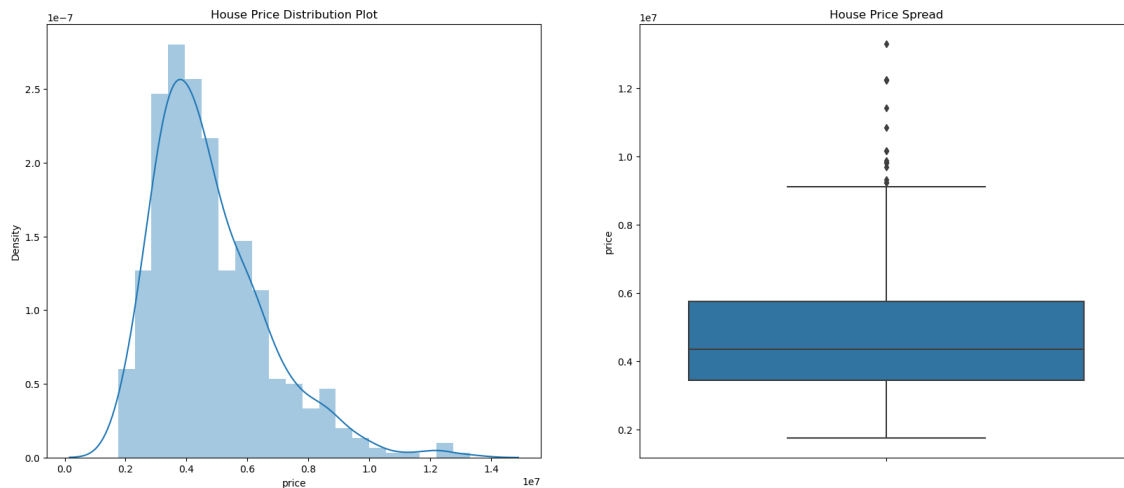 House Price Distribution Plot
1e−7
2.5
2.0
1.5
1.0
0.5
0.0
Density
0.0 0.2 0.4 0.6 0.8 1.0 1.2 1.4
1e7
price
House Price Spread
1e7
1.2
1.0
0.8
0.6
0.4
0.2
price